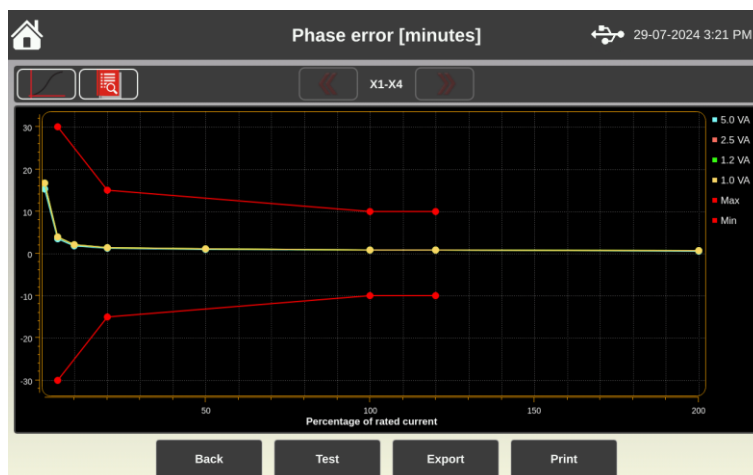 Phase error [minutes]
29-07-2024 3:21 PM
X1-X4
30
20
10
0
-10
-20
-30
50
100
150
200
Percentage of rated current
5.0 VA
2.5 VA
1.2 VA
1.0 VA
Max
Min
Back
Test
Export
Print